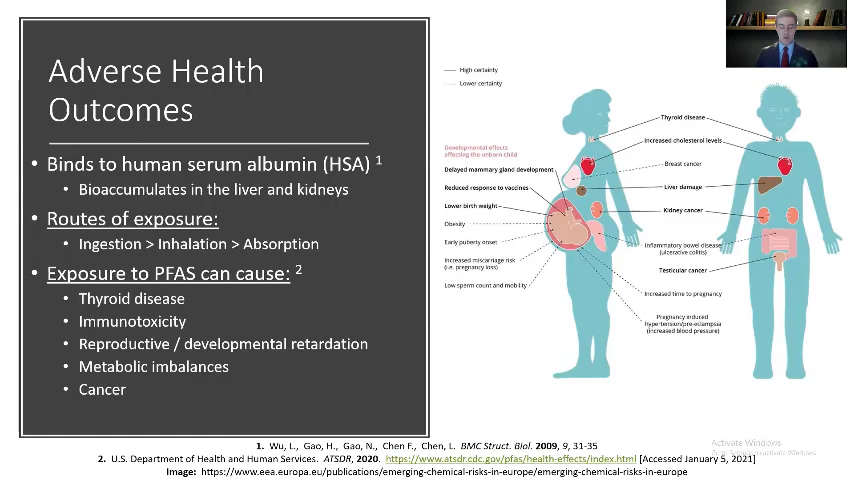 Adverse Health
Outcomes
• Binds to human serum albumin (HSA) 1
• Bioaccumulates in the liver and kidneys
• Routes of exposure:
• Ingestion > Inhalation > Absorption
• Exposure to PFAS can cause: 2
• Thyroid disease
• Immunotoxicity
• Reproductive / developmental retardation
• Metabolic imbalances
• Cancer
High certainty
Lower certainty
Developmental effects
affecting the unborn child
Delayed mammary gland development
Reduced response to vaccines
Lower birth weight
Obesity
Early puberty onset
Increased miscarriage risk
(i.e. pregnancy loss)
Low sperm count and mobility
Thyroid disease
Increased cholesterol levels
Breast cancer
Liver damage
Kidney cancer
Inflammatory bowel disease
(ulcerative colitis)
Testicular cancer
Increased time to pregnancy
Pregnancy induced
hypertension/pre-eclampsia
(increased blood pressure)
Activate Windows
Go to Settings to activate Windows.
1. Wu, L., Gao, H., Gao, N., Chen F., Chen, L. BMC Struct. Biol. 2009, 9, 31-35
2. U.S. Department of Health and Human Services. ATSDR, 2020. https://www.atsdr.cdc.gov/pfas/health-effects/index.html [Accessed January 5, 2021]
Image: https://www.eea.europa.eu/publications/emerging-chemical-risks-in-europe/emerging-chemical-risks-in-europe